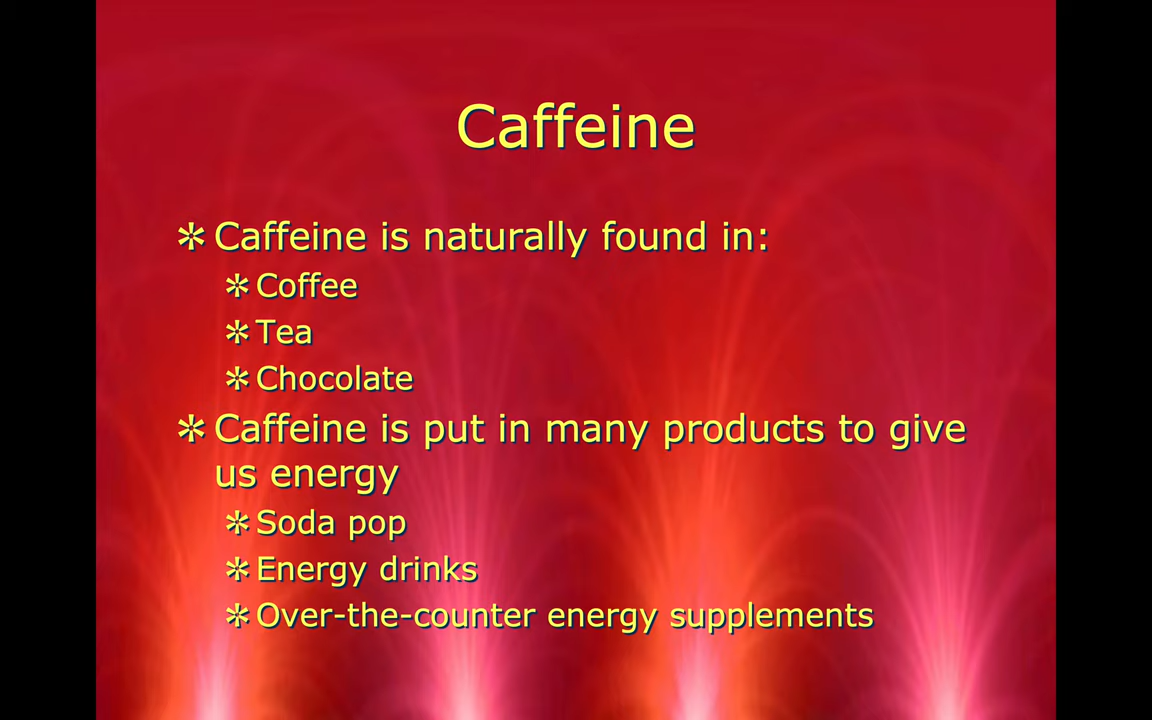 Caffeine
✲ Caffeine is naturally found in:
✲ Coffee
✲ Tea
✲ Chocolate
✲ Caffeine is put in many products to give
us energy
✲ Soda pop
✲ Energy drinks
✲ Over-the-counter energy supplements